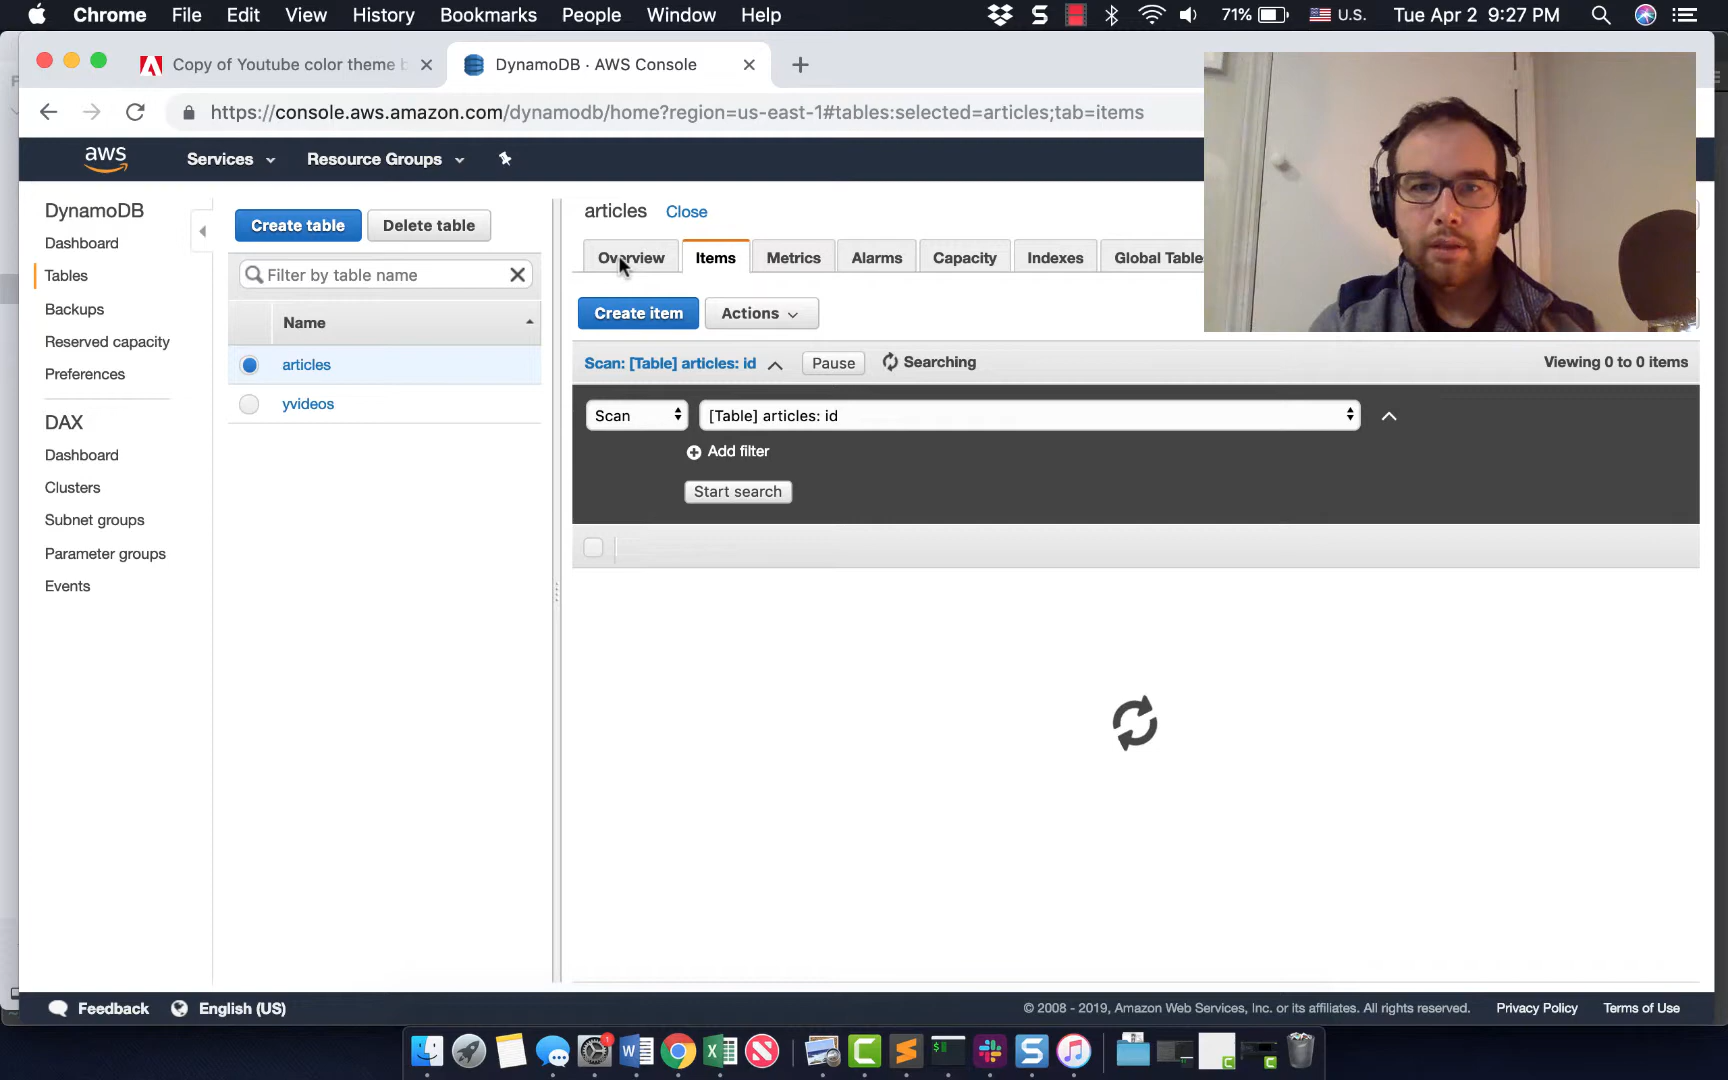 Chrome File Edit View History Bookmarks People Window Help
S 71% U.S. Tue Apr 2 9:27 PM
Copy of Youtube color theme b
DynamoDB · AWS Console
https://console.aws.amazon.com/dynamodb/home?region=us-east-1#tables:selected=articles;tab=items
aws Services Resource Groups
DynamoDB
Dashboard
Tables
Backups
Reserved capacity
Preferences
DAX
Dashboard
Clusters
Subnet groups
Parameter groups
Events
Create table Delete table
Filter by table name
Name
articles
yvideos
articles Close
Overview Items Metrics Alarms Capacity Indexes Global Table
Create item Actions
Scan: [Table] articles: id Pause Searching Viewing 0 to 0 items
Scan [Table] articles: id
Add filter
Start search
Feedback English (US) © 2008 - 2019, Amazon Web Services, Inc. or its affiliates. All rights reserved. Privacy Policy Terms of Use